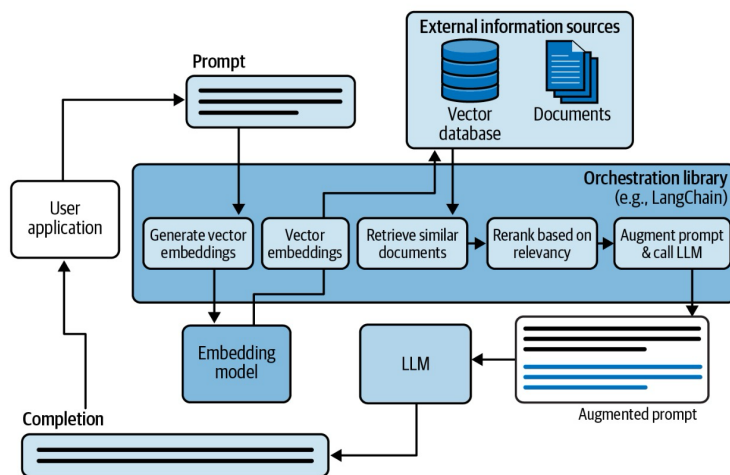 External information sources
Vector
database
Documents
Prompt
Orchestration library
(e.g., LangChain)
User
application
Generate vector
embeddings
Vector
embeddings
Retrieve similar
documents
Rerank based on
relevancy
Augment prompt
& call LLM
Embedding
model
LLM
Augmented prompt
Completion